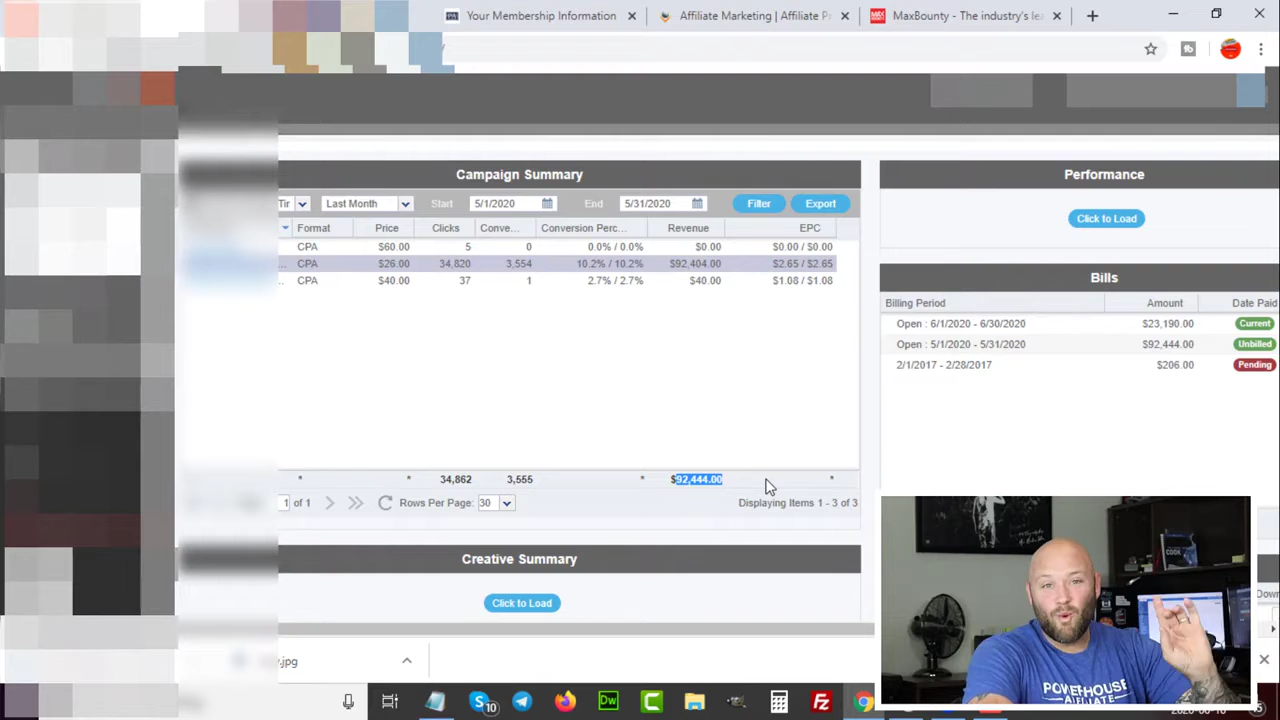 Your Membership Information
Affiliate Marketing | Affiliate Pr
MaxBounty - The industry's lea
Campaign Summary
Tir
Last Month
Start
5/1/2020
End
5/31/2020
Filter
Export
Format Price Clicks Conve... Conversion Perc... Revenue EPC
CPA $60.00 5 0 0.0% / 0.0% $0.00 $0.00 / $0.00
... CPA $26.00 34,820 3,554 10.2% / 10.2% $92,404.00 $2.65 / $2.65
... CPA $40.00 37 1 2.7% / 2.7% $40.00 $1.08 / $1.08
* * 34,862 3,555 * $92,444.00 *
1 of 1 Rows Per Page: 30 Displaying Items 1 - 3 of 3
Creative Summary
Click to Load
Performance
Click to Load
Bills
Billing Period Amount Date Paid
Open : 6/1/2020 - 6/30/2020 $23,190.00 Current
Open : 5/1/2020 - 5/31/2020 $92,444.00 Unbilled
2/1/2017 - 2/28/2017 $206.00 Pending
Down
COOK
POWERHOUSE
AFFILIATE
.jpg
10
Dw